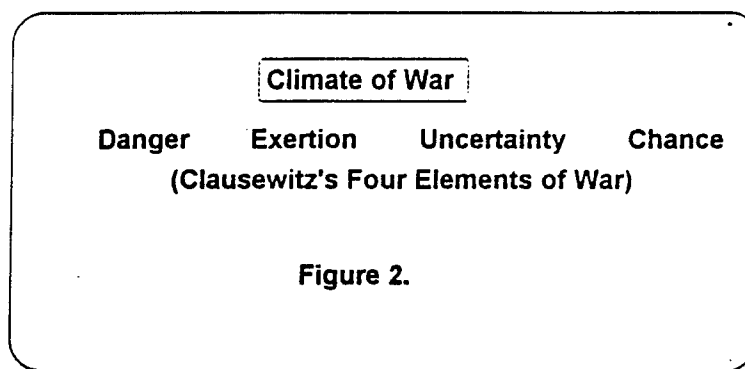 Climate of War
Danger Exertion Uncertainty Chance
(Clausewitz's Four Elements of War)
Figure 2.